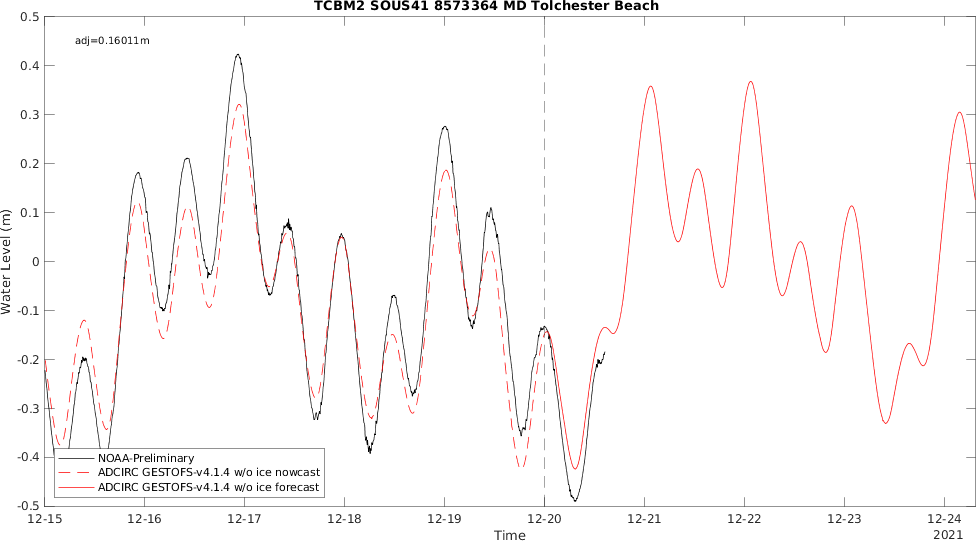 TCBM2 SOUS41 8573364 MD Tolchester Beach
adj=0.16011m
0.5
0.4
0.3
0.2
0.1
0
-0.1
-0.2
-0.3
-0.4
-0.5
Water Level (m)
NOAA-Preliminary
ADCIRC GESTOFS-v4.1.4 w/o ice nowcast
ADCIRC GESTOFS-v4.1.4 w/o ice forecast
12-15 12-16 12-17 12-18 12-19 12-20 12-21 12-22 12-23 12-24
Time
2021